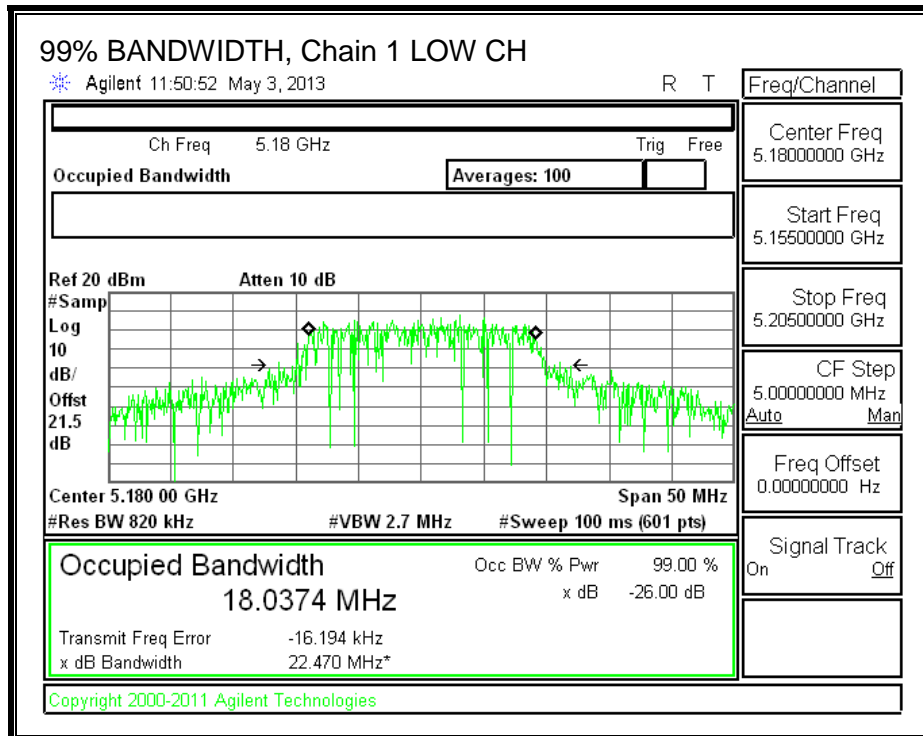 99% BANDWIDTH, Chain 1 LOW CH
Agilent 11:50:52 May 3, 2013 R T
Freq/Channel
Ch Freq 5.18 GHz Trig Free
Occupied Bandwidth Averages: 100
Center Freq
5.18000000 GHz
Start Freq
5.15500000 GHz
Stop Freq
5.20500000 GHz
CF Step
5.00000000 MHz
Auto Man
Freq Offset
0.00000000 Hz
Signal Track
On Off
Ref 20 dBm Atten 10 dB
#Samp
Log
10
dB/
Offst
21.5
dB
Center 5.180 00 GHz Span 50 MHz
#Res BW 820 kHz #VBW 2.7 MHz #Sweep 100 ms (601 pts)
Occupied Bandwidth Occ BW % Pwr 99.00 %
18.0374 MHz x dB -26.00 dB
Transmit Freq Error -16.194 kHz
x dB Bandwidth 22.470 MHz*
Copyright 2000-2011 Agilent Technologies